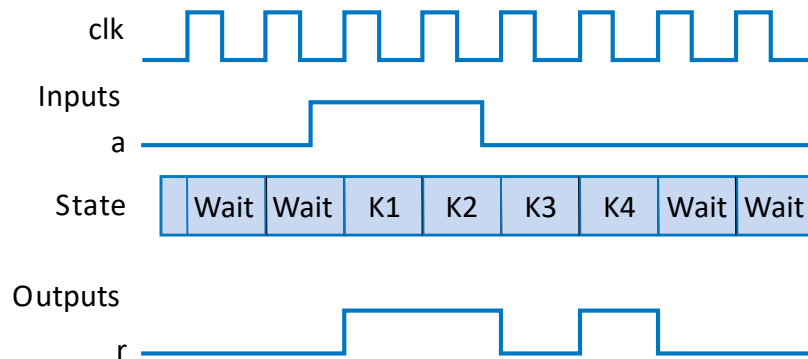 clk
Inputs
a
State Wait Wait K1 K2 K3 K4 Wait Wait
Outputs
r